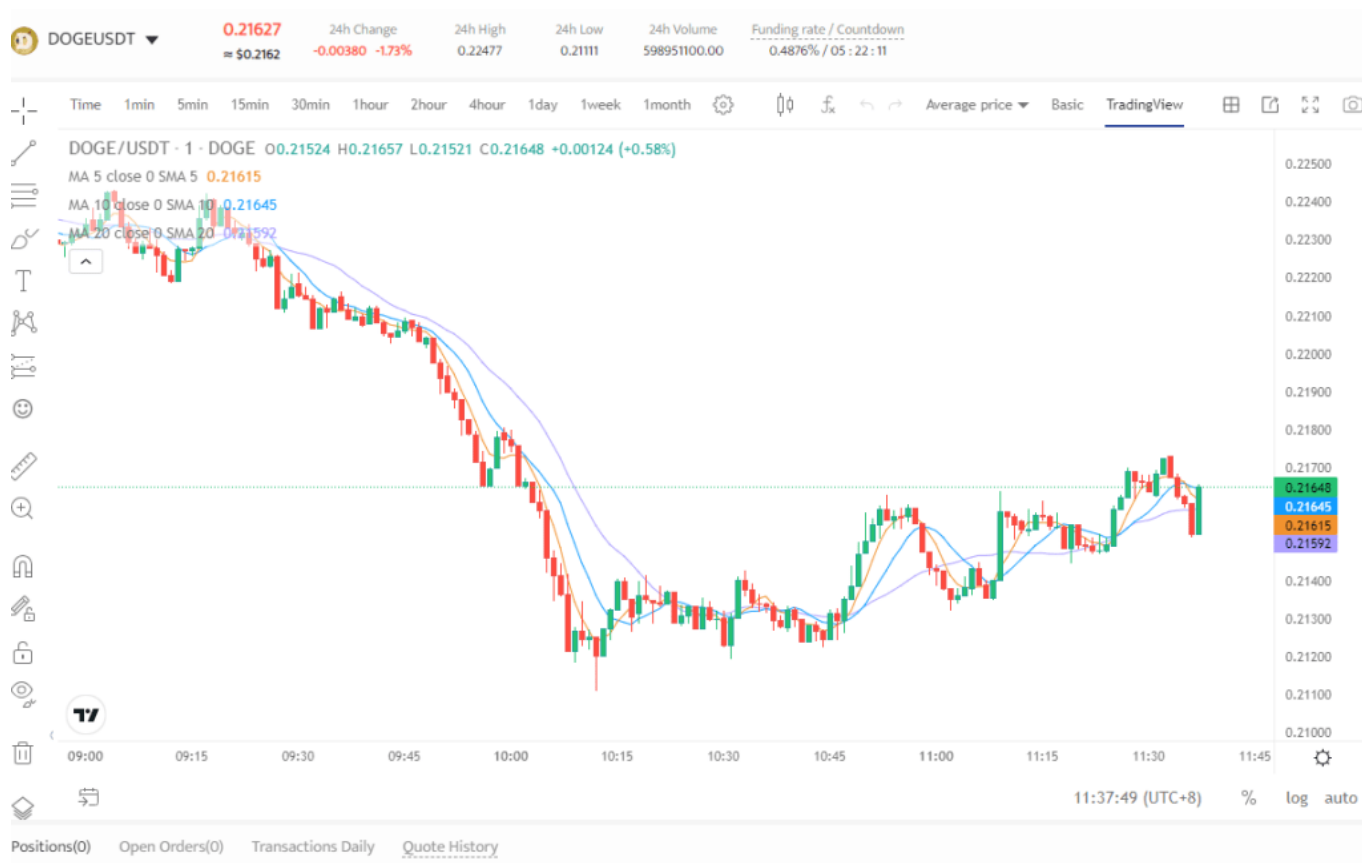 DOGEUSDT
0.21627
≈ $0.2162
24h Change
-0.00380 -1.73%
24h High
0.22477
24h Low
0.21111
24h Volume
598951100.00
Funding rate / Countdown
0.4876% / 05 : 22 : 11
Time 1min 5min 15min 30min 1hour 2hour 4hour 1day 1week 1month Average price Basic TradingView
DOGE/USDT · 1 · DOGE O0.21524 H0.21657 L0.21521 C0.21648 +0.00124 (+0.58%)
MA 5 close 0 SMA 5 0.21615
MA 10 close 0 SMA 10 0.21645
MA 20 close 0 SMA 20 0.21592
0.22500
0.22400
0.22300
0.22200
0.22100
0.22000
0.21900
0.21800
0.21700
0.21648
0.21645
0.21615
0.21592
0.21400
0.21300
0.21200
0.21100
0.21000
09:00 09:15 09:30 09:45 10:00 10:15 10:30 10:45 11:00 11:15 11:30 11:45
11:37:49 (UTC+8) % log auto
Positions(0) Open Orders(0) Transactions Daily Quote History